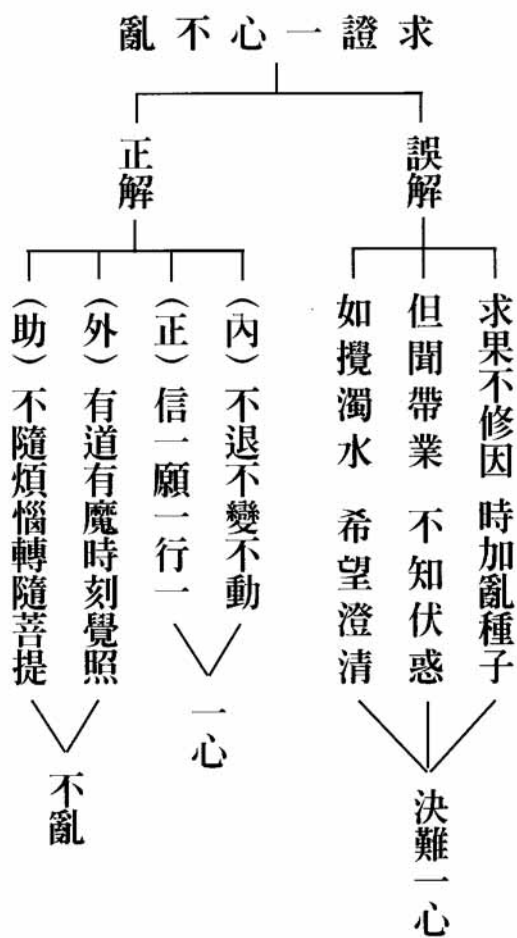 求證一心不亂
誤解
求果不修因 時加亂種子
但聞帶業 不知伏惑
如攪濁水 希望澄清
決難一心
正解
(內) 不退不變不動
(正) 信一願一行一
一心
(外) 有道有魔時刻覺照
(助) 不隨煩惱轉隨菩提
不亂